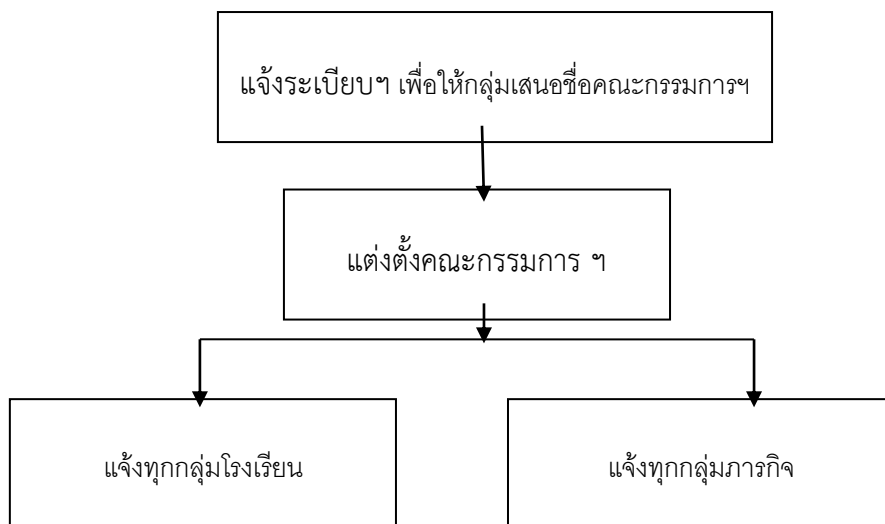 แจ้งระเบียบฯ เพื่อให้กลุ่มเสนอชื่อคณะกรรมการฯ
แต่งตั้งคณะกรรมการ ฯ
แจ้งทุกกลุ่มโรงเรียน
แจ้งทุกกลุ่มภารกิจ